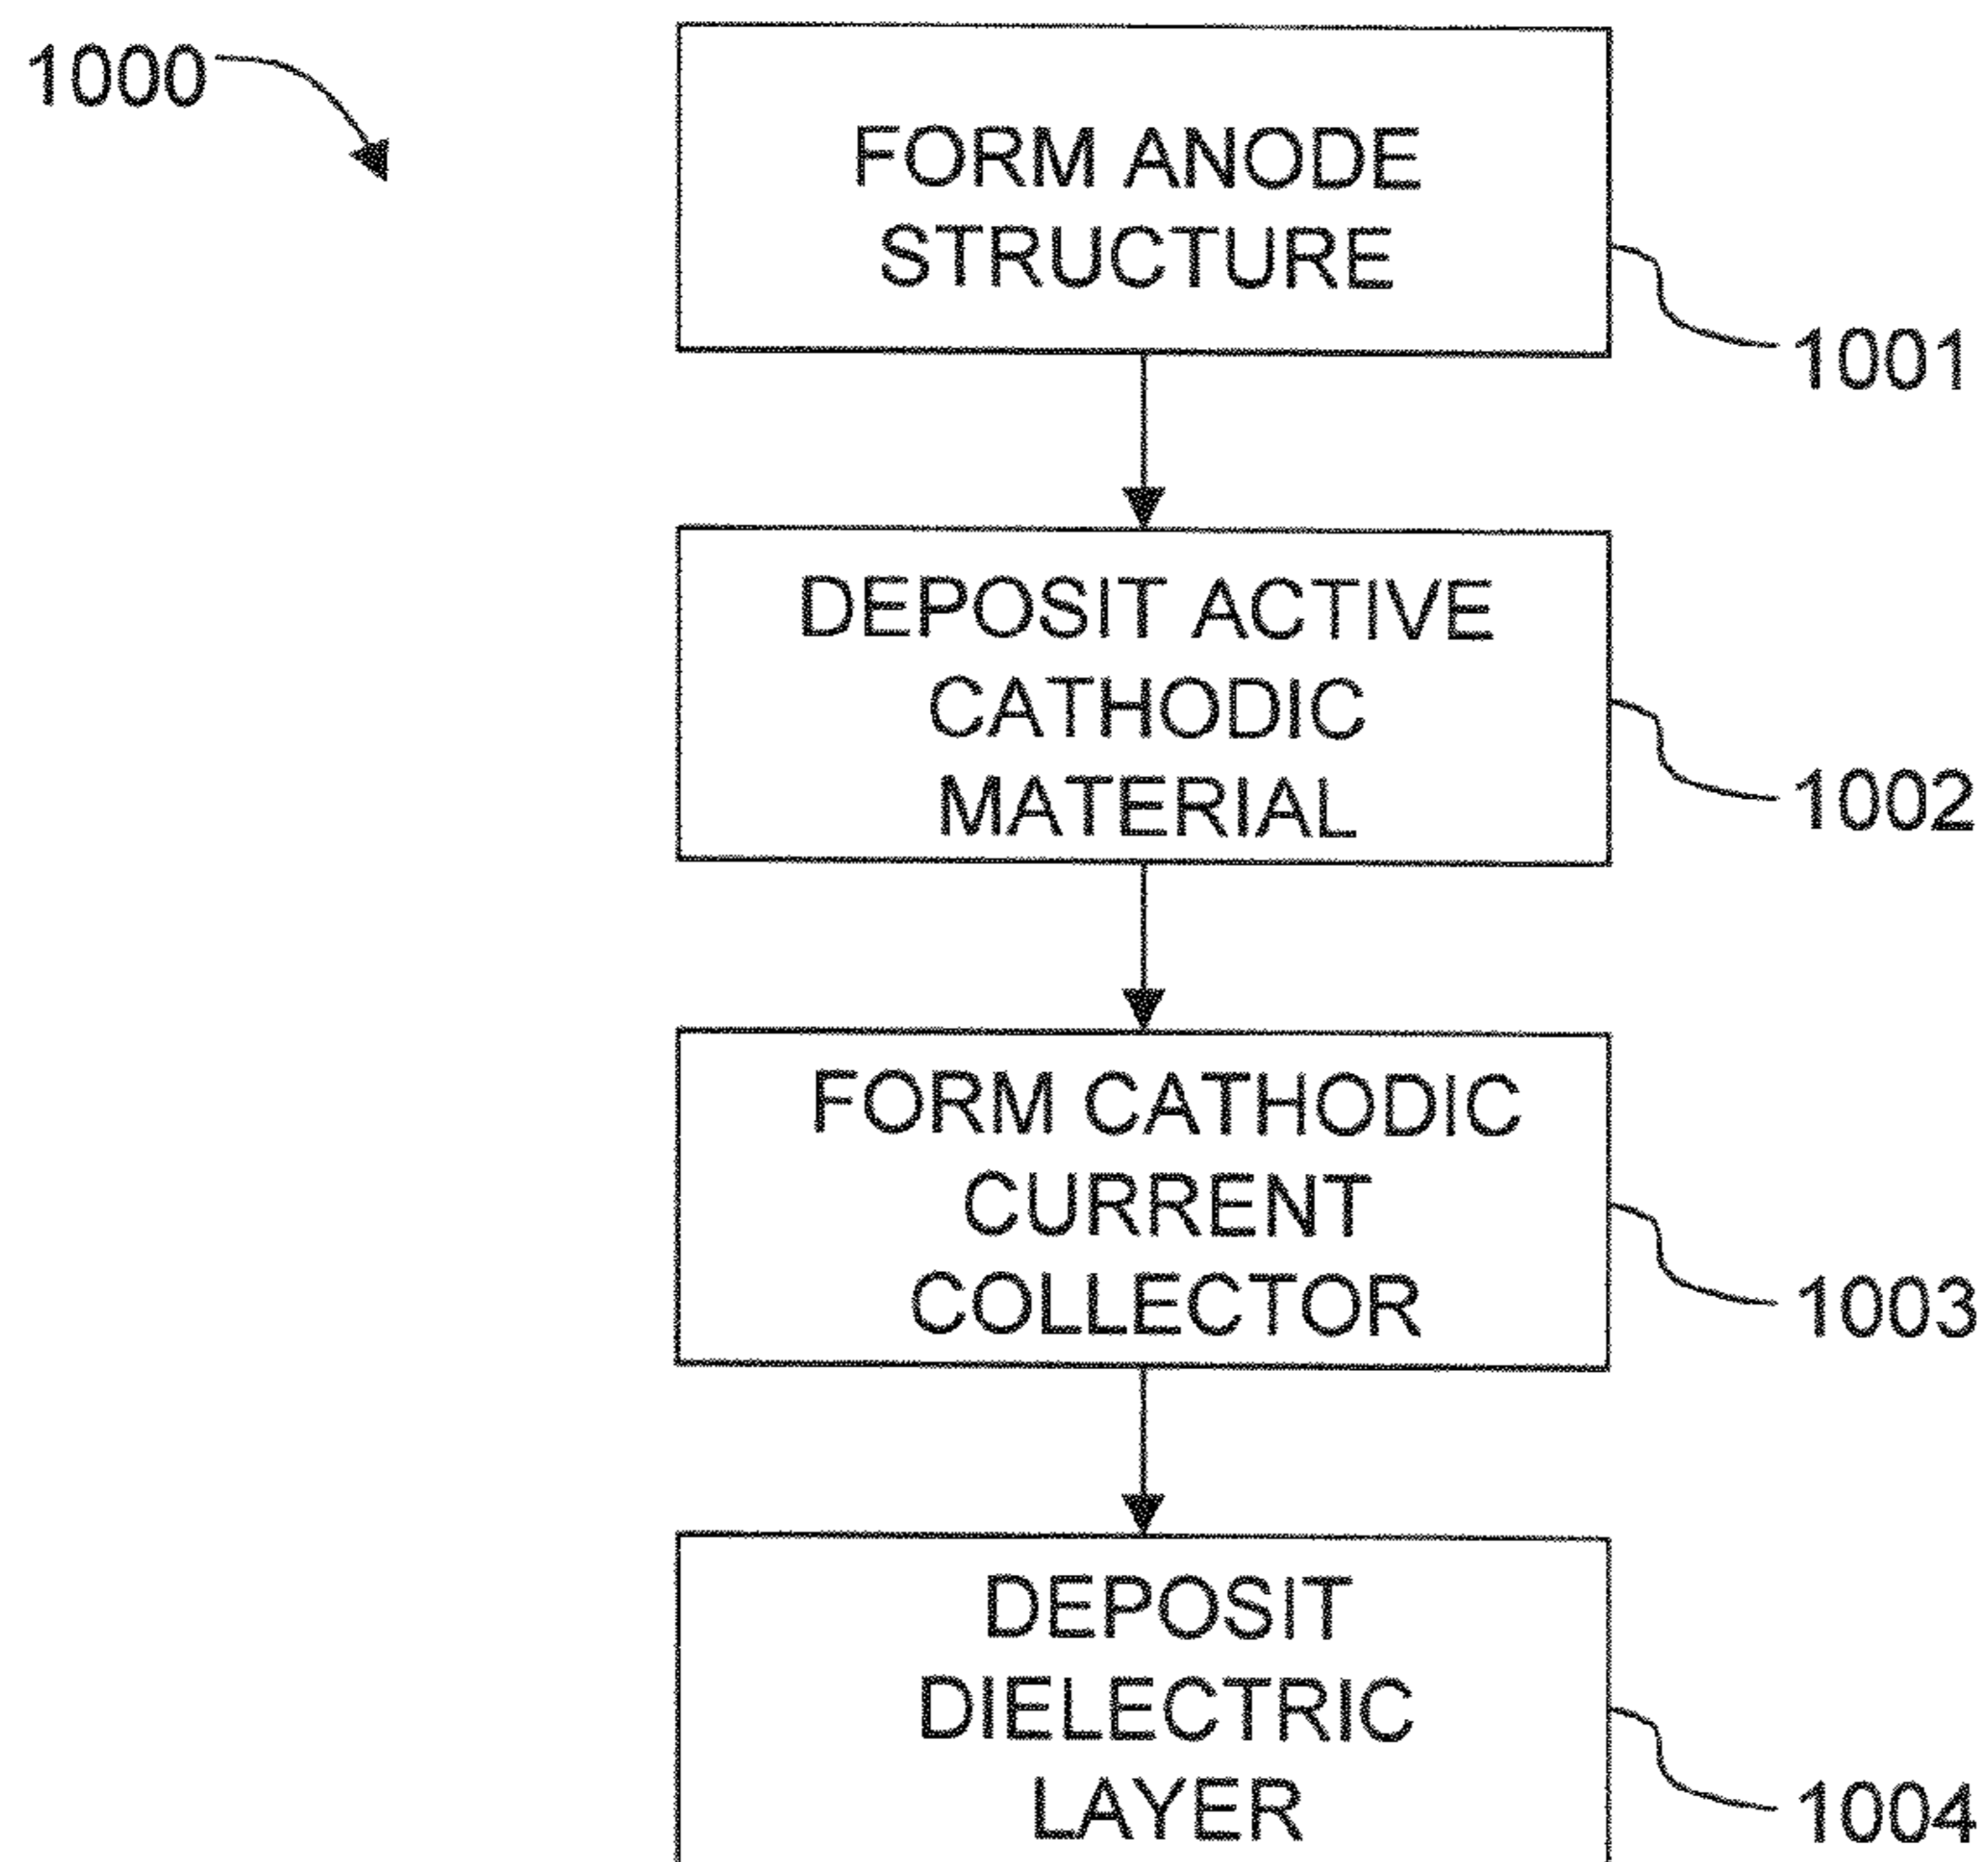 1000
FORM ANODE
STRUCTURE
1001
DEPOSIT ACTIVE
CATHODIC
MATERIAL
1002
FORM CATHODIC
CURRENT
COLLECTOR
1003
DEPOSIT
DIELECTRIC
LAYER
1004